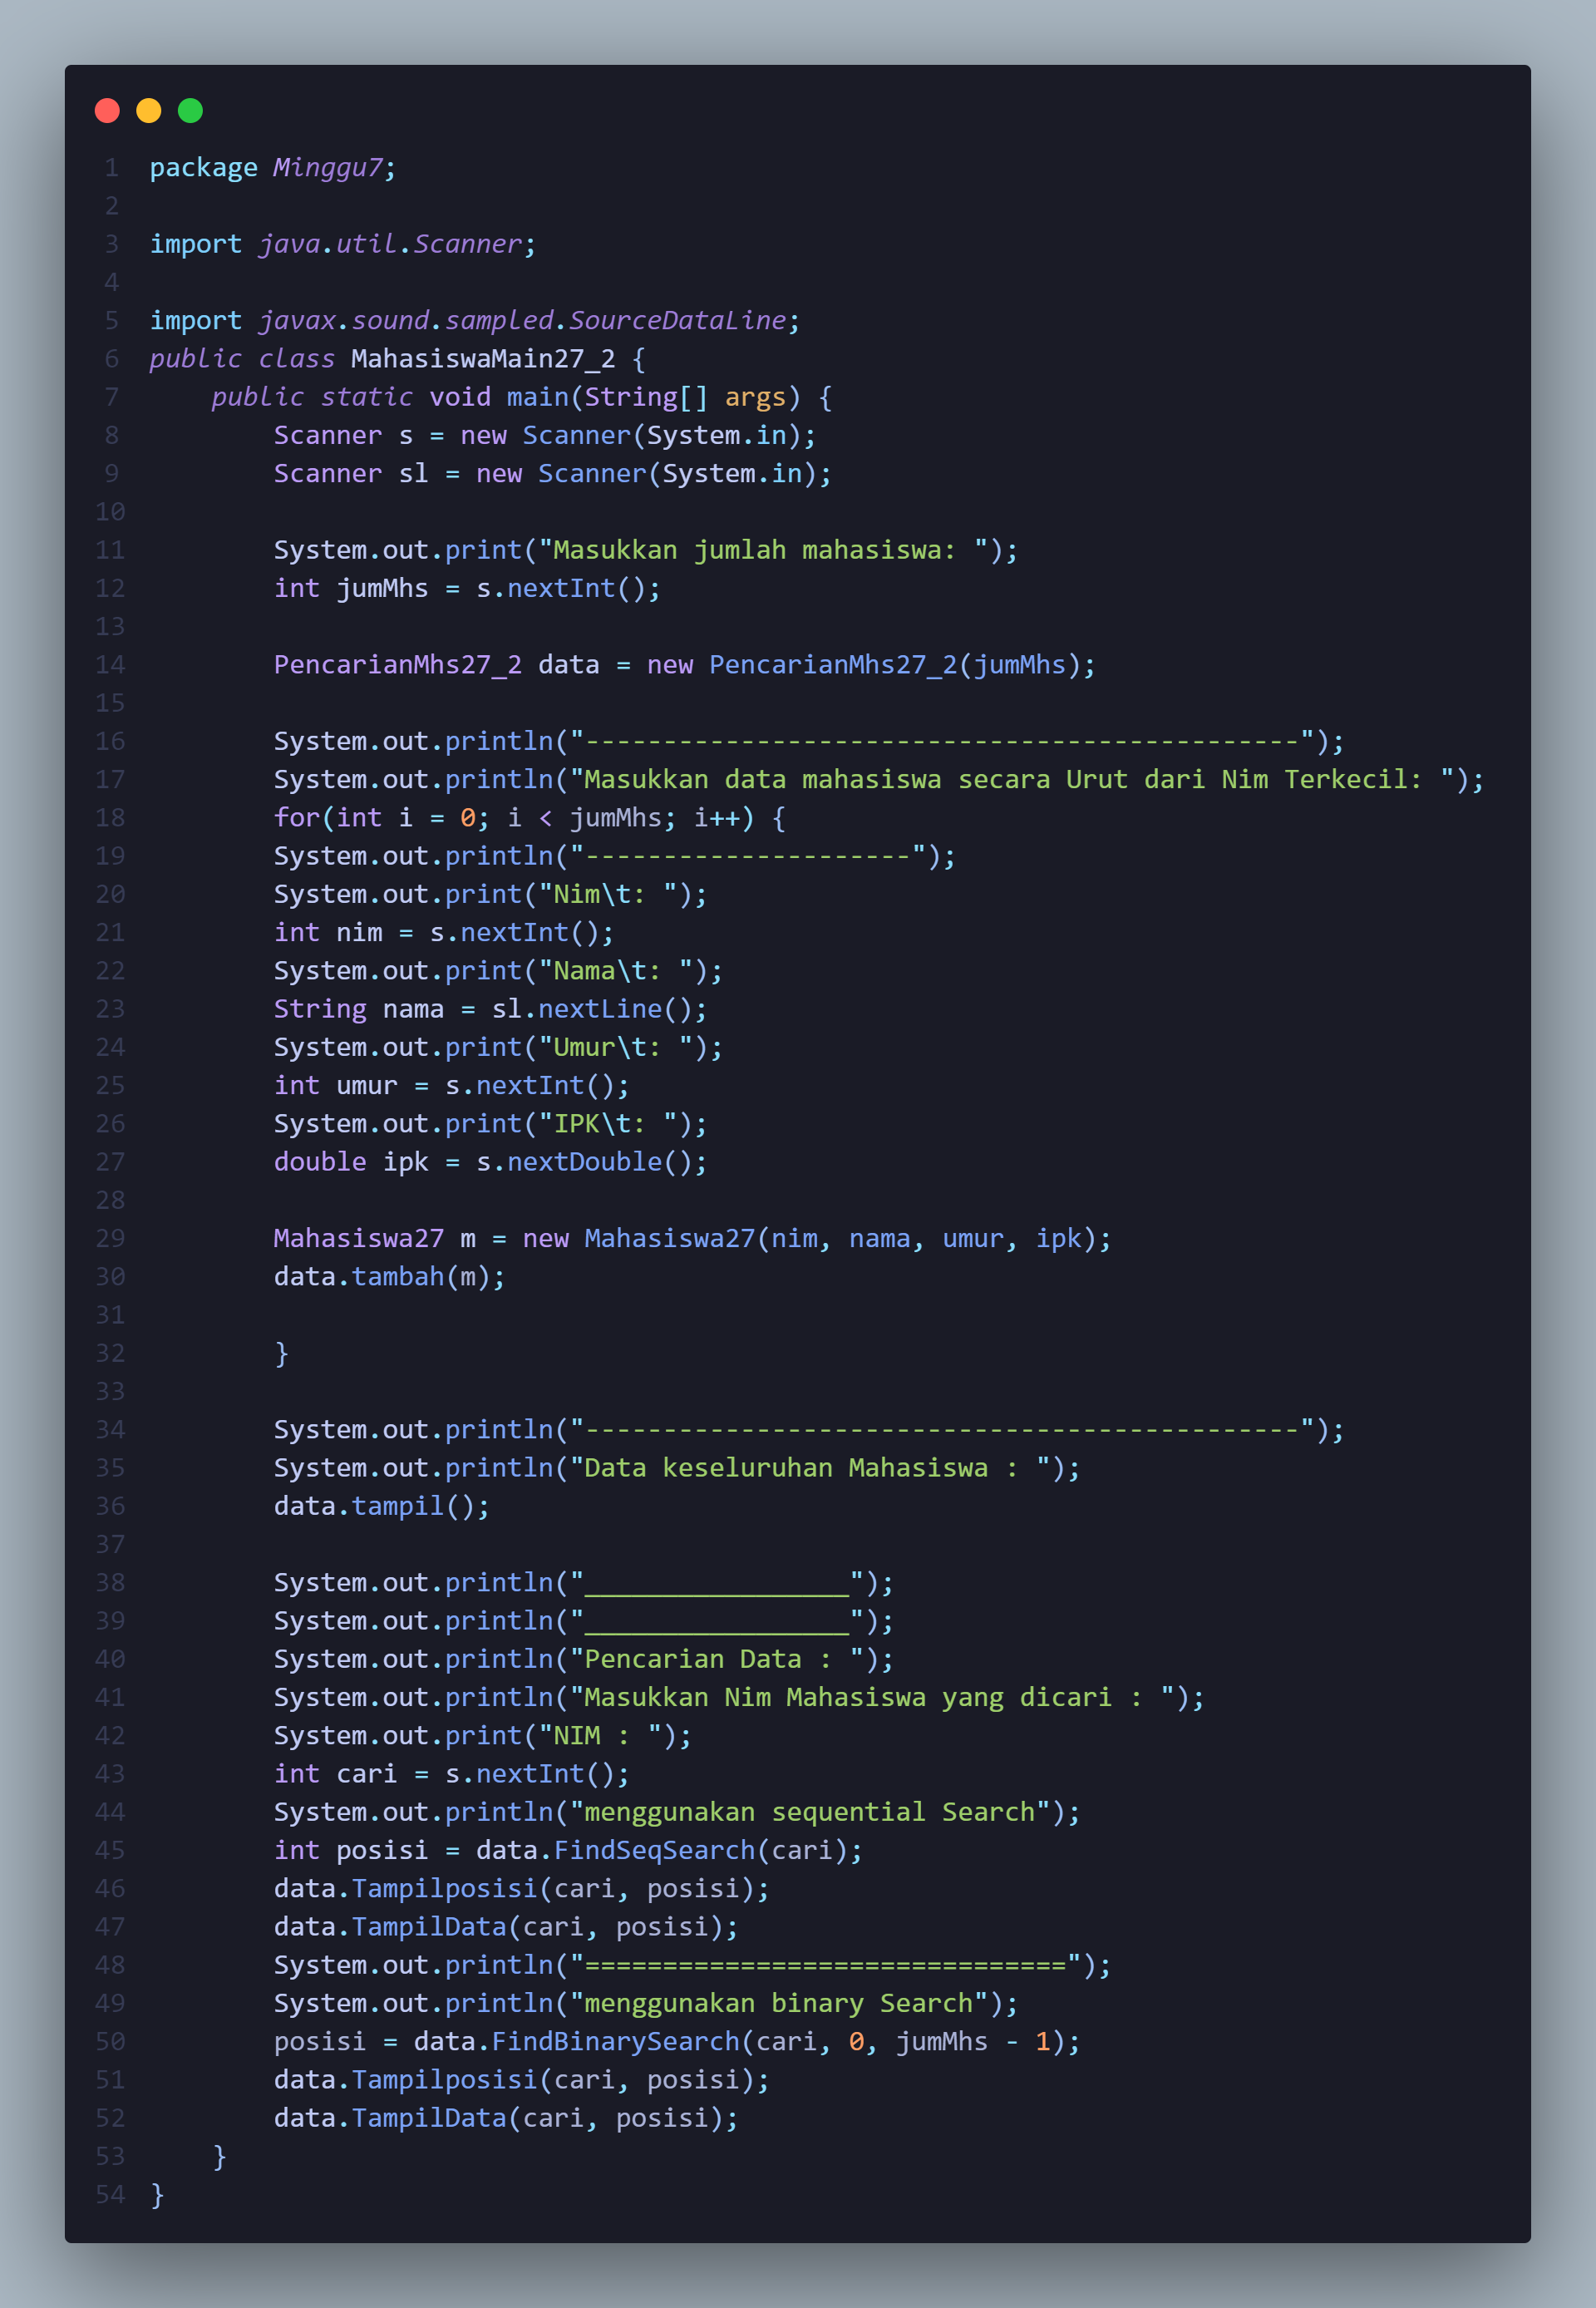 1 package Minggu7;
2
3 import java.util.Scanner;
4
5 import javax.sound.sampled.SourceDataLine;
6 public class MahasiswaMain27_2 {
7     public static void main(String[] args) {
8         Scanner s = new Scanner(System.in);
9         Scanner sl = new Scanner(System.in);
10
11         System.out.print("Masukkan jumlah mahasiswa: ");
12         int jumMhs = s.nextInt();
13
14         PencarianMhs27_2 data = new PencarianMhs27_2(jumMhs);
15
16         System.out.println("----------------------------------------------");
17         System.out.println("Masukkan data mahasiswa secara Urut dari Nim Terkecil: ");
18         for(int i = 0; i < jumMhs; i++) {
19         System.out.println("---------------------");
20         System.out.print("Nim\t: ");
21         int nim = s.nextInt();
22         System.out.print("Nama\t: ");
23         String nama = sl.nextLine();
24         System.out.print("Umur\t: ");
25         int umur = s.nextInt();
26         System.out.print("IPK\t: ");
27         double ipk = s.nextDouble();
28
29         Mahasiswa27 m = new Mahasiswa27(nim, nama, umur, ipk);
30         data.tambah(m);
31
32         }
33
34         System.out.println("----------------------------------------------");
35         System.out.println("Data keseluruhan Mahasiswa : ");
36         data.tampil();
37
38         System.out.println("_________________");
39         System.out.println("_________________");
40         System.out.println("Pencarian Data : ");
41         System.out.println("Masukkan Nim Mahasiswa yang dicari : ");
42         System.out.print("NIM : ");
43         int cari = s.nextInt();
44         System.out.println("menggunakan sequential Search");
45         int posisi = data.FindSeqSearch(cari);
46         data.Tampilposisi(cari, posisi);
47         data.TampilData(cari, posisi);
48         System.out.println("===============================");
49         System.out.println("menggunakan binary Search");
50         posisi = data.FindBinarySearch(cari, 0, jumMhs - 1);
51         data.Tampilposisi(cari, posisi);
52         data.TampilData(cari, posisi);
53     }
54 }